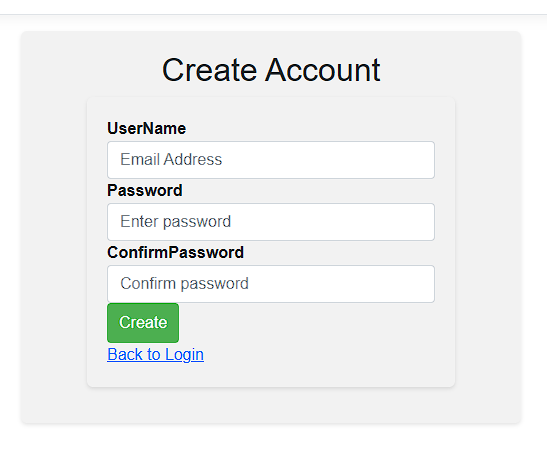 Create Account
UserName
Email Address
Password
Enter password
ConfirmPassword
Confirm password
Create
Back to Login